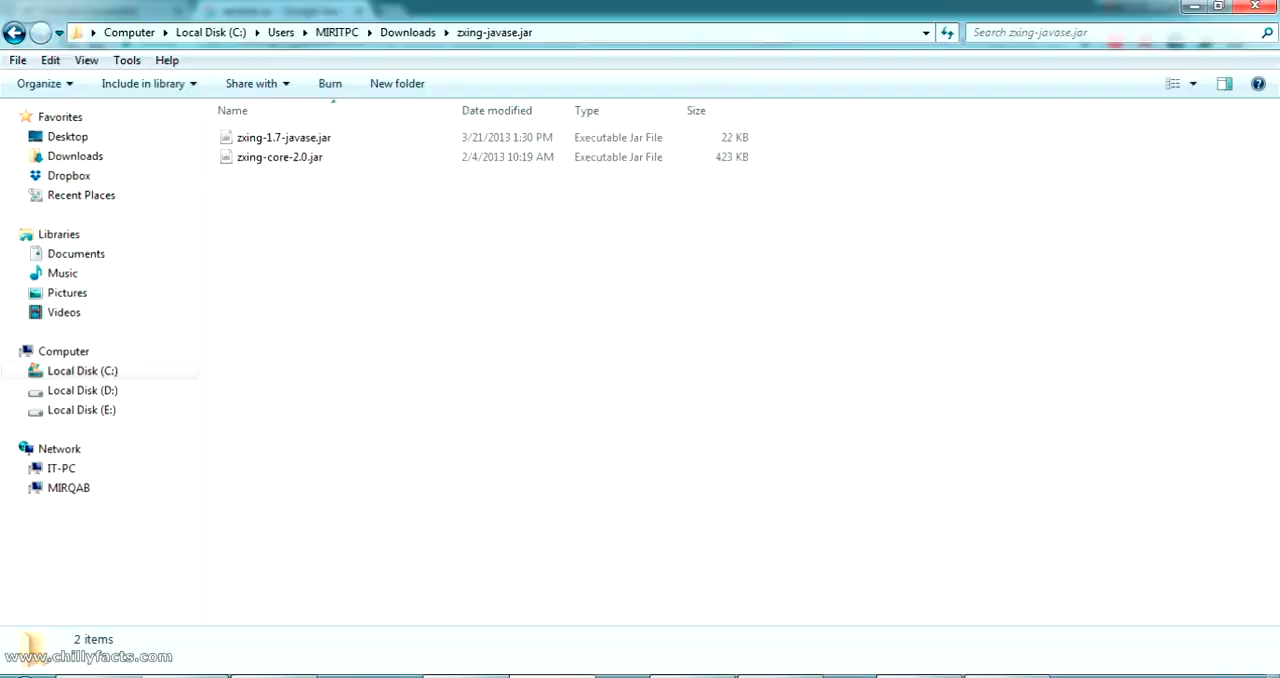 Computer Local Disk (C:) Users MIRITPC Downloads zxing-javase.jar Search zxing-javase.jar
File Edit View Tools Help
Organize Include in library Share with Burn New folder
Name Date modified Type Size
zxing-1.7-javase.jar 3/21/2013 1:30 PM Executable Jar File 22 KB
zxing-core-2.0.jar 2/4/2013 10:19 AM Executable Jar File 423 KB
Favorites
Desktop
Downloads
Dropbox
Recent Places
Libraries
Documents
Music
Pictures
Videos
Computer
Local Disk (C:)
Local Disk (D:)
Local Disk (E:)
Network
IT-PC
MIRQAB
2 items
www.chillyfacts.com